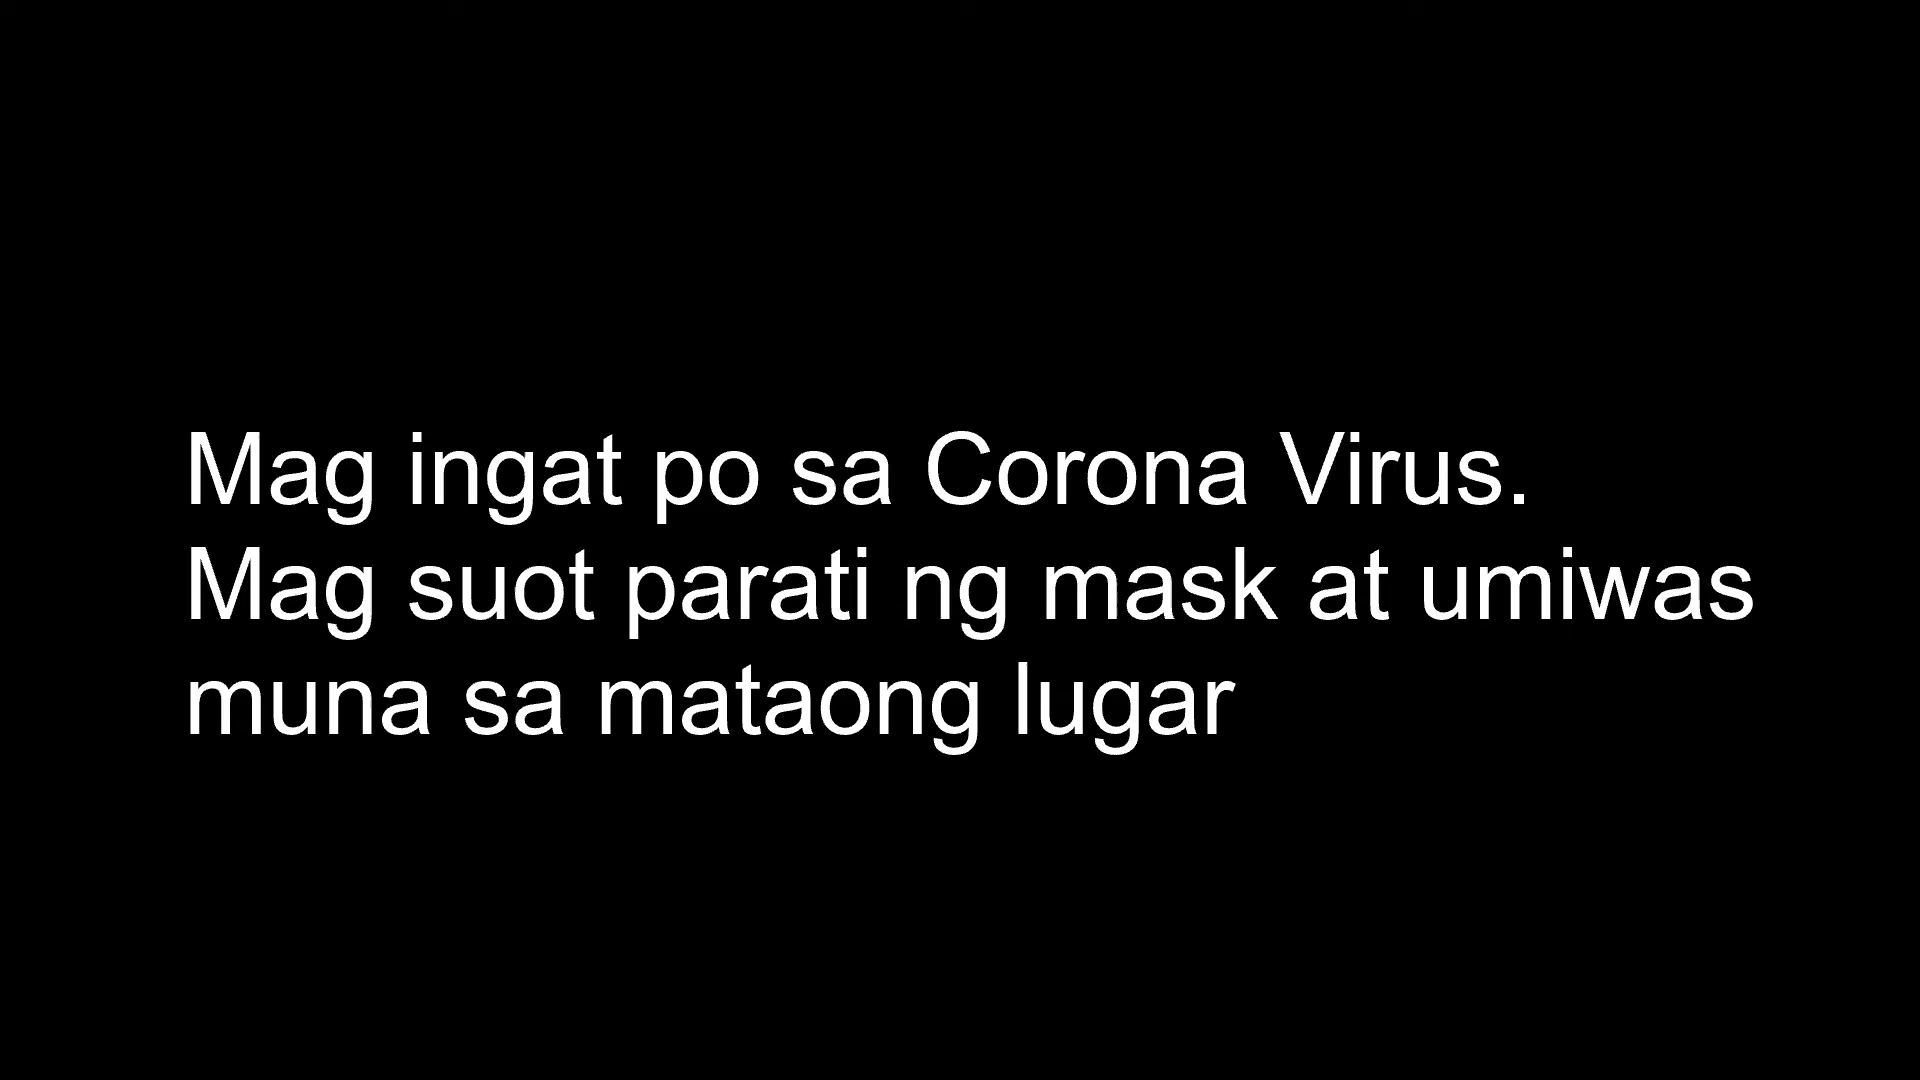 Mag ingat po sa Corona Virus.
Mag suot parati ng mask at umiwas
muna sa mataong lugar